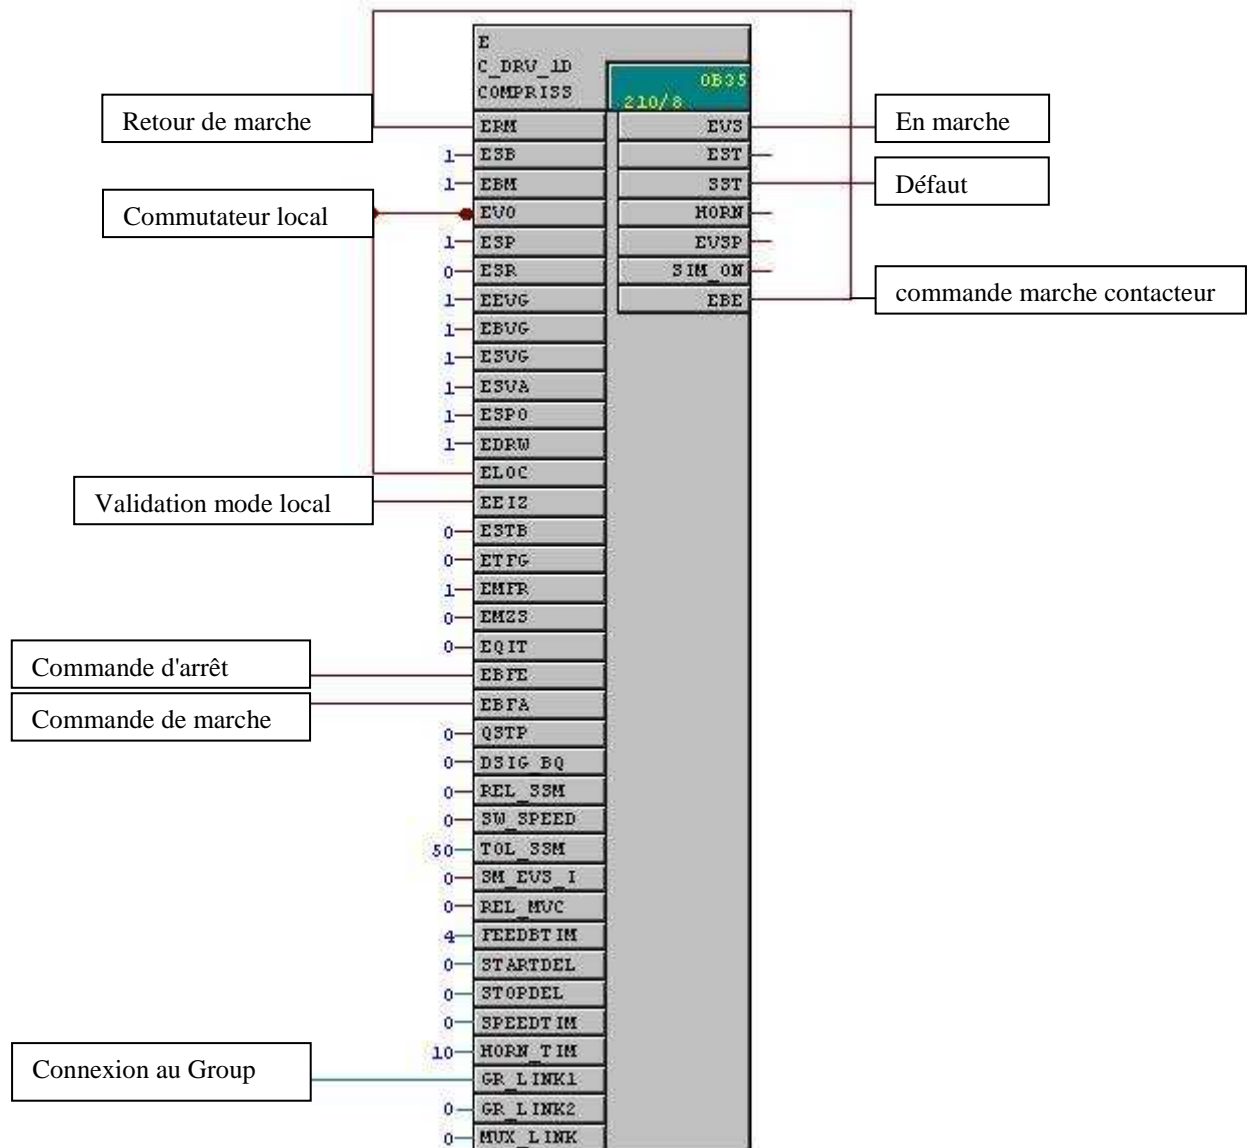 E
C_DRV_1D
COMPRISS
OB35
210/8
Retour de marche
ERM
EVS
En marche
1 ESB
EST
1 EBM
SST
Défaut
Commutateur local
EVO
HORN
1 ESP
EVSP
0 ESR
SIM_ON
1 EEVG
EBE
commande marche contacteur
1 EBVG
1 ESVG
1 ESVA
1 ESPO
1 EDRW
ELOC
Validation mode local
EEIZ
0 ESTB
0 ETFG
1 EMFR
0 EMZS
0 EQIT
Commande d'arrêt
EBFE
Commande de marche
EBFA
0 QSTP
0 DSIG_BQ
0 REL_SSM
0 SW_SPEED
50 TOL_SSM
0 SM_EVS_I
0 REL_MVC
4 FEEDBTIM
0 STARTDEL
0 STOPDEL
0 SPEEDTIM
10 HORN_TIM
Connexion au Group
GR_LINK1
0 GR_LINK2
0 MUX_LINK